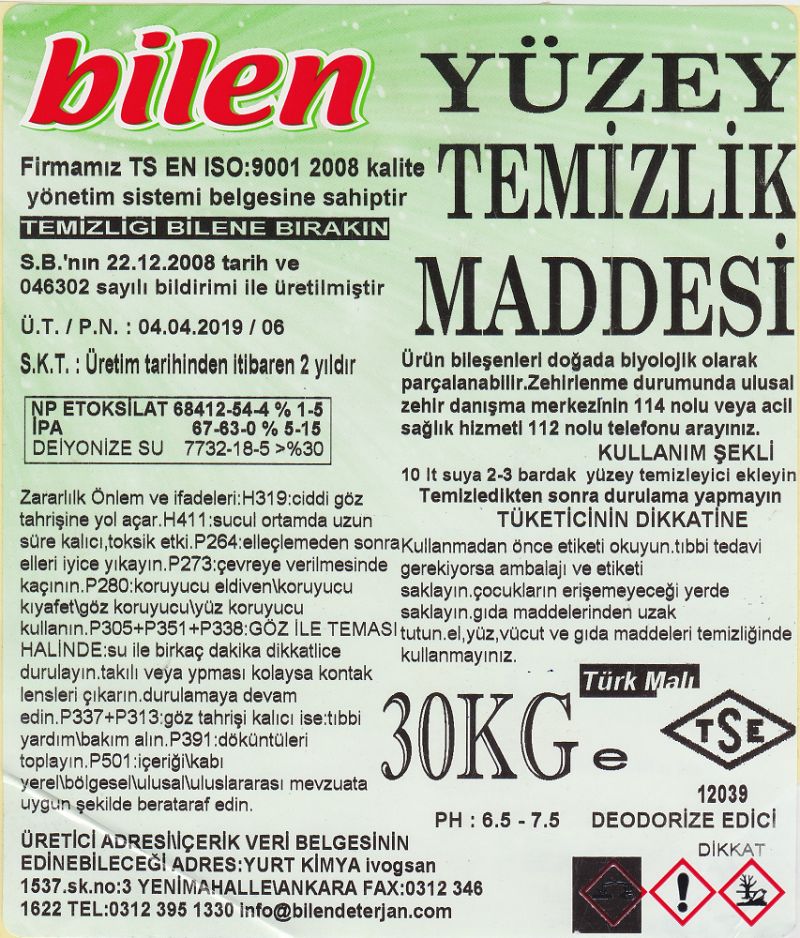 bilen
YÜZEY
TEMİZLİK
MADDESİ
Firmamız TS EN ISO:9001 2008 kalite
yönetim sistemi belgesine sahiptir
TEMİZLİĞİ BİLENE BIRAKIN
S.B.'nın 22.12.2008 tarih ve
046302 sayılı bildirimi ile üretilmiştir
Ü.T. / P.N. : 04.04.2019 / 06
S.K.T. : Üretim tarihinden itibaren 2 yıldır
NP ETOKSİLAT 68412-54-4 % 1-5
İPA 67-63-0 % 5-15
DEİYONİZE SU 7732-18-5 >%30
Zararlılk Önlem ve ifadeleri:H319:ciddi göz
tahrişine yol açar.H411:sucul ortamda uzun
süre kalıcı,toksik etki.P264:elleçlemeden sonra
elleri iyice yıkayın.P273:çevreye verilmesinde
kaçının.P280:koruyucu eldiven\koruyucu
kıyafet\göz koruyucu\yüz koruyucu
kullanın.P305+P351+P338:GÖZ İLE TEMASI
HALİNDE:su ile birkaç dakika dikkatlice
durulayın.takılı veya ypması kolaysa kontak
lensleri çıkarın.durulamaya devam
edin.P337+P313:göz tahrişi kalıcı ise:tıbbi
yardım\bakım alın.P391:döküntüleri
toplayın.P501:içeriği\kabı
yerel\bölgesel\ulusal\uluslararası mevzuata
uygun şekilde berataraf edin.
ÜRETİCİ ADRESİ\İÇERİK VERİ BELGESİNİN
EDİNEBİLECEĞİ ADRES:YURT KİMYA ivogsan
1537.sk.no:3 YENİMAHALLE\ANKARA FAX:0312 346
1622 TEL:0312 395 1330 info@bilendeterjan.com
Ürün bileşenleri doğada biyolojik olarak
parçalanabilir.Zehirlenme durumunda ulusal
zehir danışma merkezi'nin 114 nolu veya acil
sağlık hizmeti 112 nolu telefonu arayınız.
KULLANIM ŞEKLİ
10 lt suya 2-3 bardak yüzey temizleyici ekleyin
Temizledikten sonra durulama yapmayın
TÜKETİCİNİN DİKKATİNE
Kullanmadan önce etiketi okuyun.tıbbi tedavi
gerekiyorsa ambalajı ve etiketi
saklayın.çocukların erişemeyeceği yerde
saklayın.gıda maddelerinden uzak
tutun.el,yüz,vücut ve gıda maddeleri temizliğinde
kullanmayınız.
Türk Malı
30KG e
TSE
12039
PH : 6.5 - 7.5 DEODORİZE EDİCİ
DİKKAT